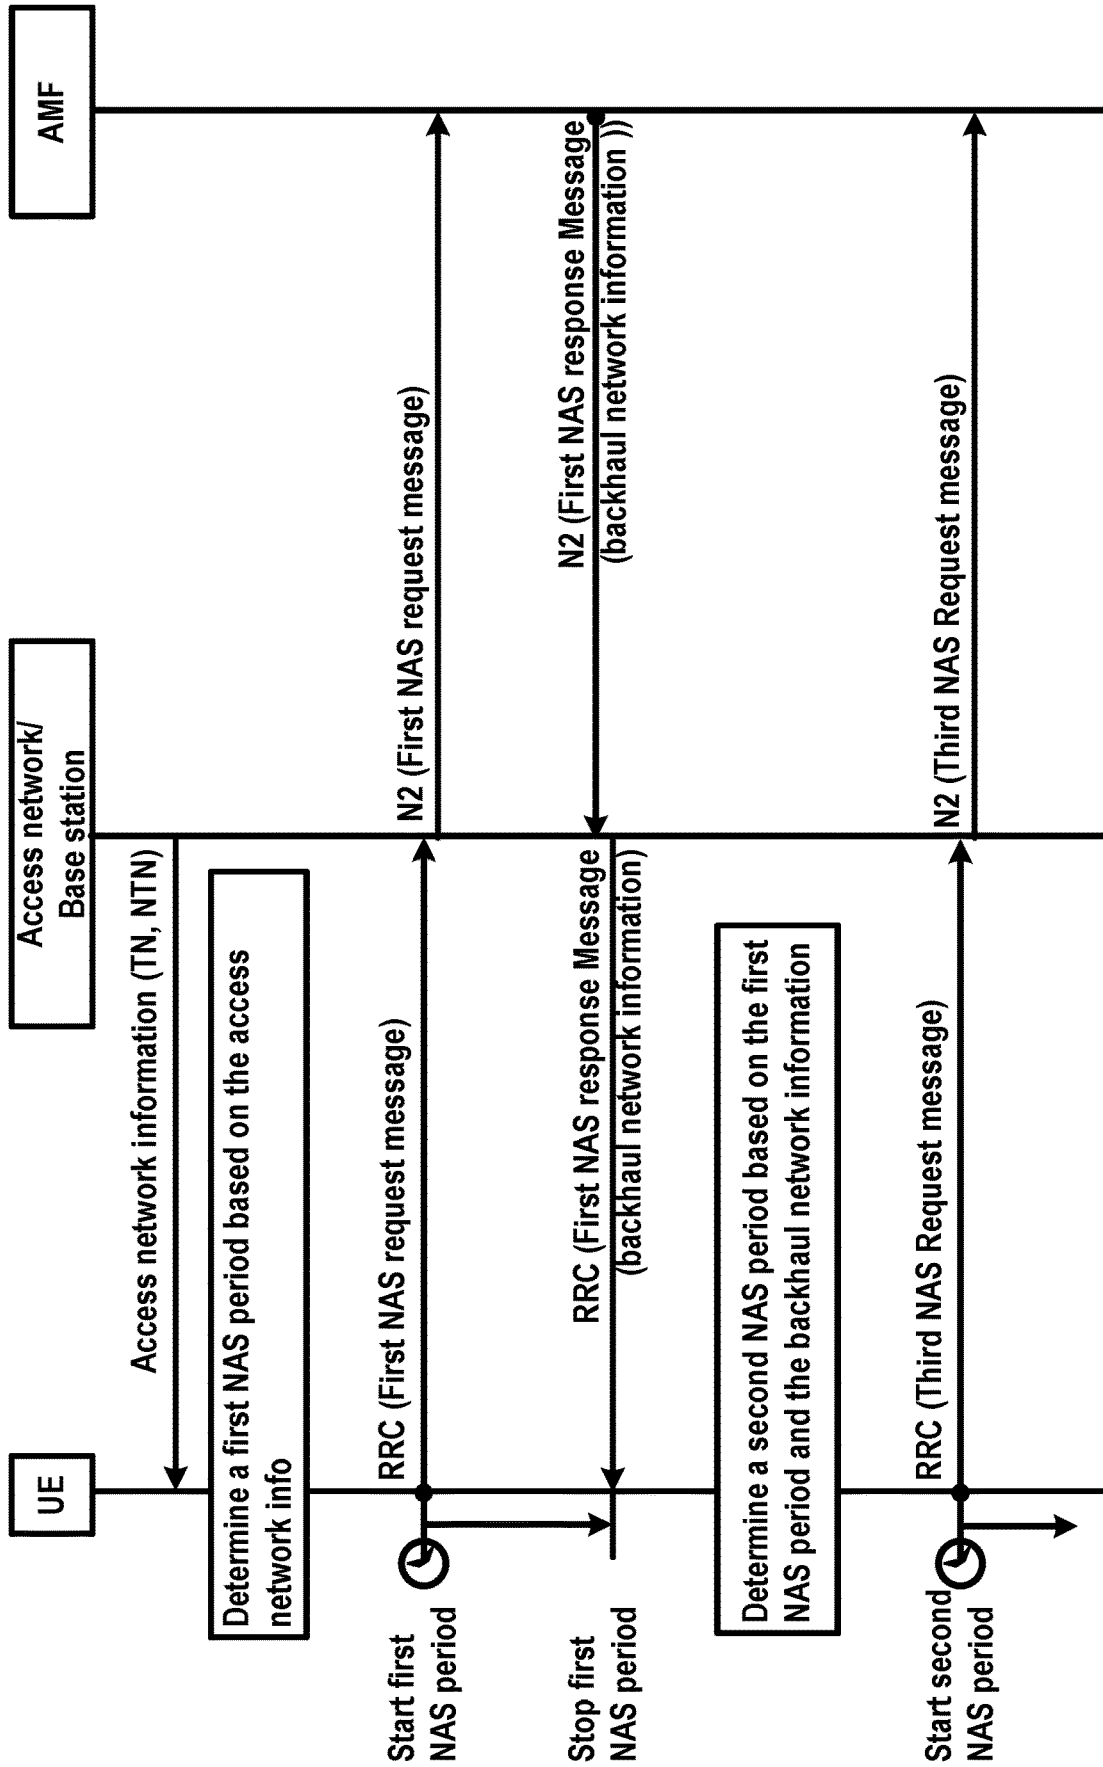 UE
Access network/
Base station
AMF
Access network information (TN, NTN)
Determine a first NAS period based on the access
network info
Start first
NAS period
RRC (First NAS request message)
N2 (First NAS request message)
N2 (First NAS response Message
(backhaul network information ))
Stop first
NAS period
RRC (First NAS response Message
(backhaul network information)
Determine a second NAS period based on the first
NAS period and the backhaul network information
Start second
NAS period
RRC (Third NAS Request message)
N2 (Third NAS Request message)